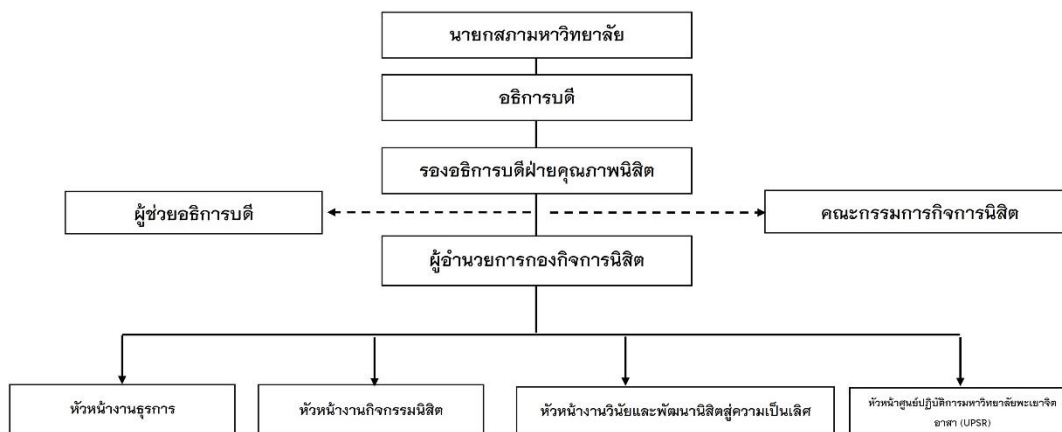 นายกสภามหาวิทยาลัย
อธิการบดี
รองอธิการบดีฝ่ายคุณภาพนิสิต
ผู้ช่วยอธิการบดี
คณะกรรมการกิจการนิสิต
ผู้อำนวยการกองกิจการนิสิต
หัวหน้างานธุรการ
หัวหน้างานกิจกรรมนิสิต
หัวหน้างานวินัยและพัฒนานิสิตสู่ความเป็นเลิศ
หัวหน้าศูนย์ปฏิบัติการมหาวิทยาลัยพะเยาจิต
อาสา (UPSR)